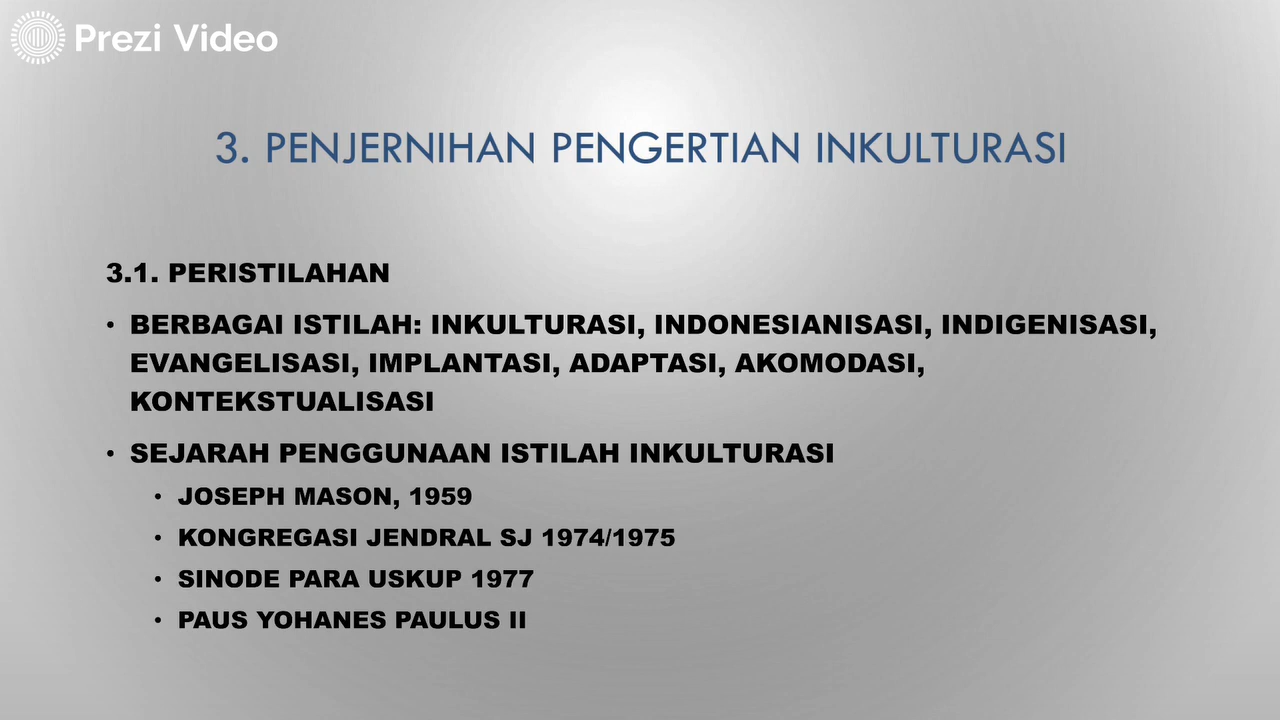 Prezi Video
3. PENJERNIHAN PENGERTIAN INKULTURASI
3.1. PERISTILAHAN
• BERBAGAI ISTILAH: INKULTURASI, INDONESIANISASI, INDIGENISASI,
EVANGELISASI, IMPLANTASI, ADAPTASI, AKOMODASI,
KONTEKSTUALISASI
• SEJARAH PENGGUNAAN ISTILAH INKULTURASI
• JOSEPH MASON, 1959
• KONGREGASI JENDRAL SJ 1974/1975
• SINODE PARA USKUP 1977
• PAUS YOHANES PAULUS II